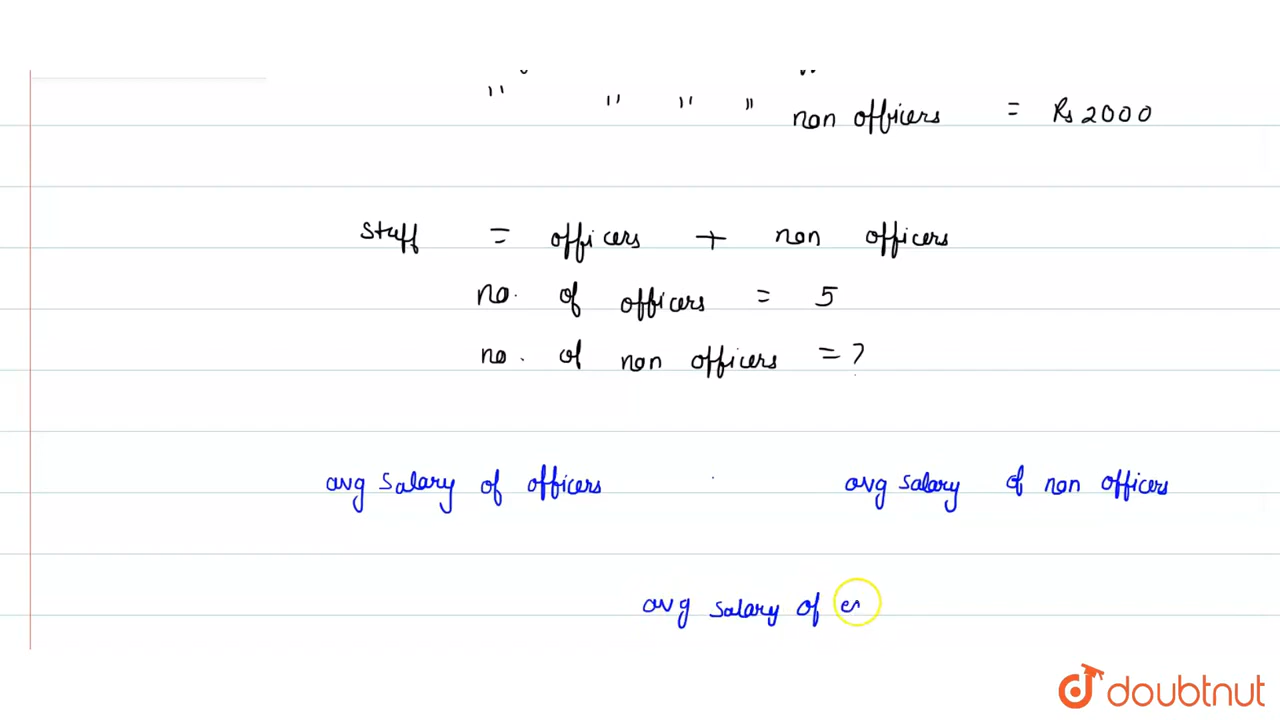 " " " " non officers = Rs 2000
Staff = officers + non officers
no. of officers = 5
no. of non officers = ?
avg salary of officers avg salary of non officers
avg salary of
doubtnut